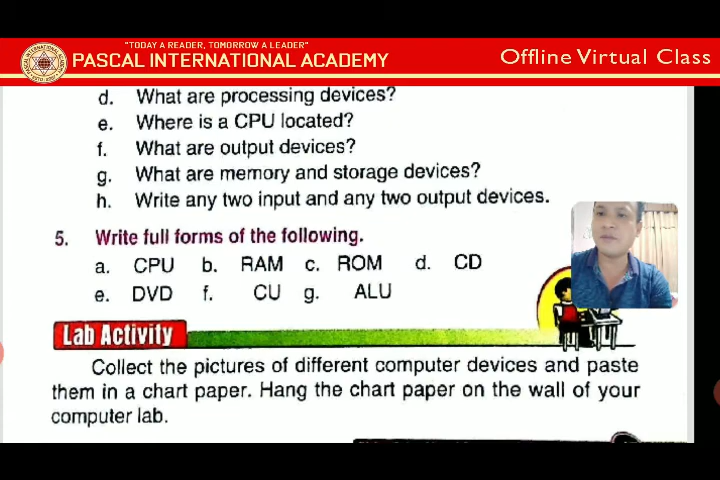 "TODAY A READER, TOMORROW A LEADER"
PASCAL INTERNATIONAL ACADEMY
Offline Virtual Class
d. What are processing devices?
e. Where is a CPU located?
f. What are output devices?
g. What are memory and storage devices?
h. Write any two input and any two output devices.
5. Write full forms of the following.
a. CPU b. RAM c. ROM d. CD
e. DVD f. CU g. ALU
Lab Activity
Collect the pictures of different computer devices and paste
them in a chart paper. Hang the chart paper on the wall of your
computer lab.